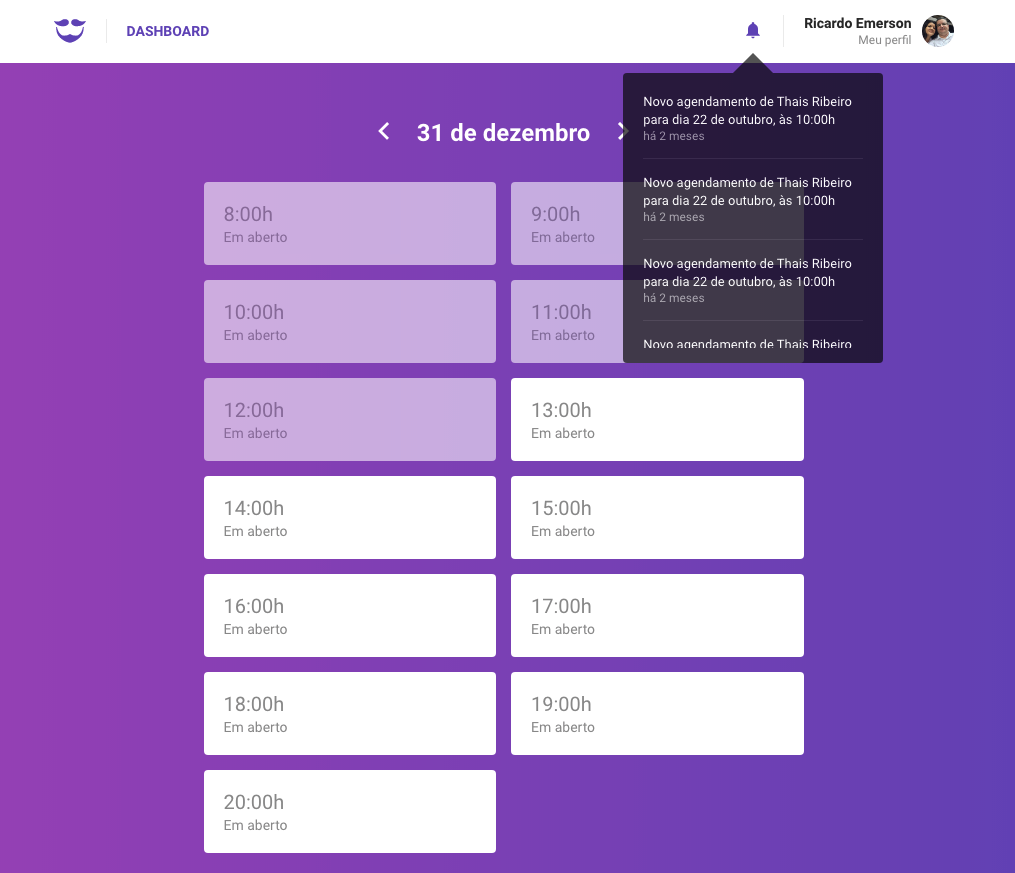 DASHBOARD
Ricardo Emerson
Meu perfil
31 de dezembro
Novo agendamento de Thais Ribeiro
para dia 22 de outubro, às 10:00h
há 2 meses
Novo agendamento de Thais Ribeiro
para dia 22 de outubro, às 10:00h
há 2 meses
Novo agendamento de Thais Ribeiro
para dia 22 de outubro, às 10:00h
há 2 meses
Novo agendamento de Thais Ribeiro
8:00h
Em aberto
9:00h
Em aberto
10:00h
Em aberto
11:00h
Em aberto
12:00h
Em aberto
13:00h
Em aberto
14:00h
Em aberto
15:00h
Em aberto
16:00h
Em aberto
17:00h
Em aberto
18:00h
Em aberto
19:00h
Em aberto
20:00h
Em aberto